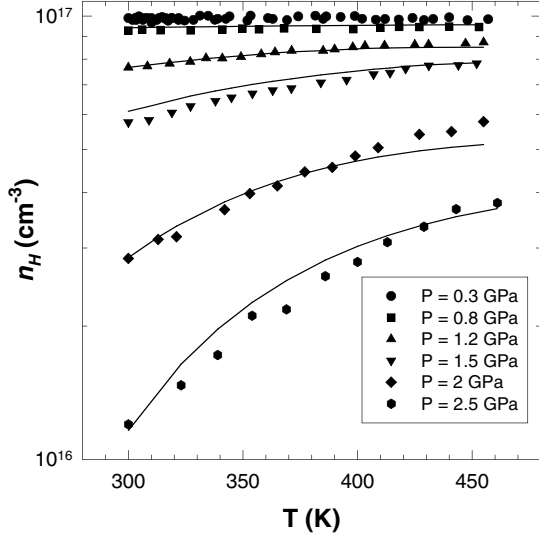 10^17
10^16
n_H (cm^-3)
300
350
400
450
T (K)
P = 0.3 GPa
P = 0.8 GPa
P = 1.2 GPa
P = 1.5 GPa
P = 2 GPa
P = 2.5 GPa